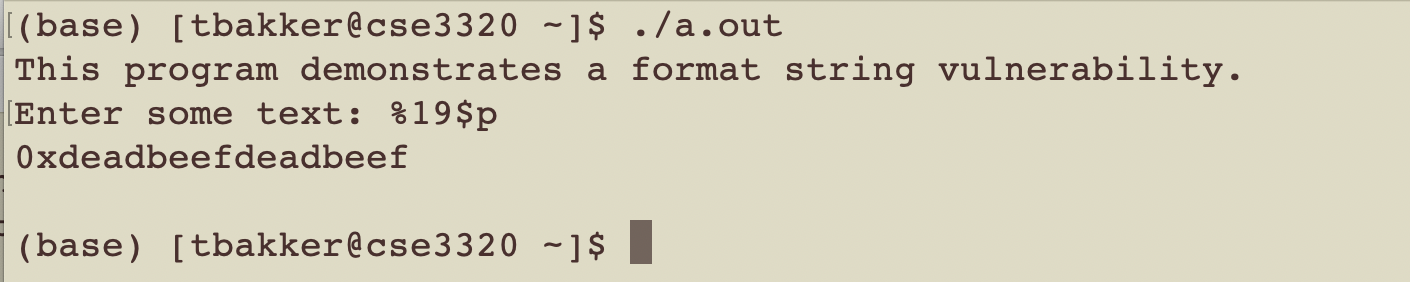 (base) [tbakker@cse3320 ~]$ ./a.out
This program demonstrates a format string vulnerability.
Enter some text: %19$p
0xdeadbeefdeadbeef
(base) [tbakker@cse3320 ~]$